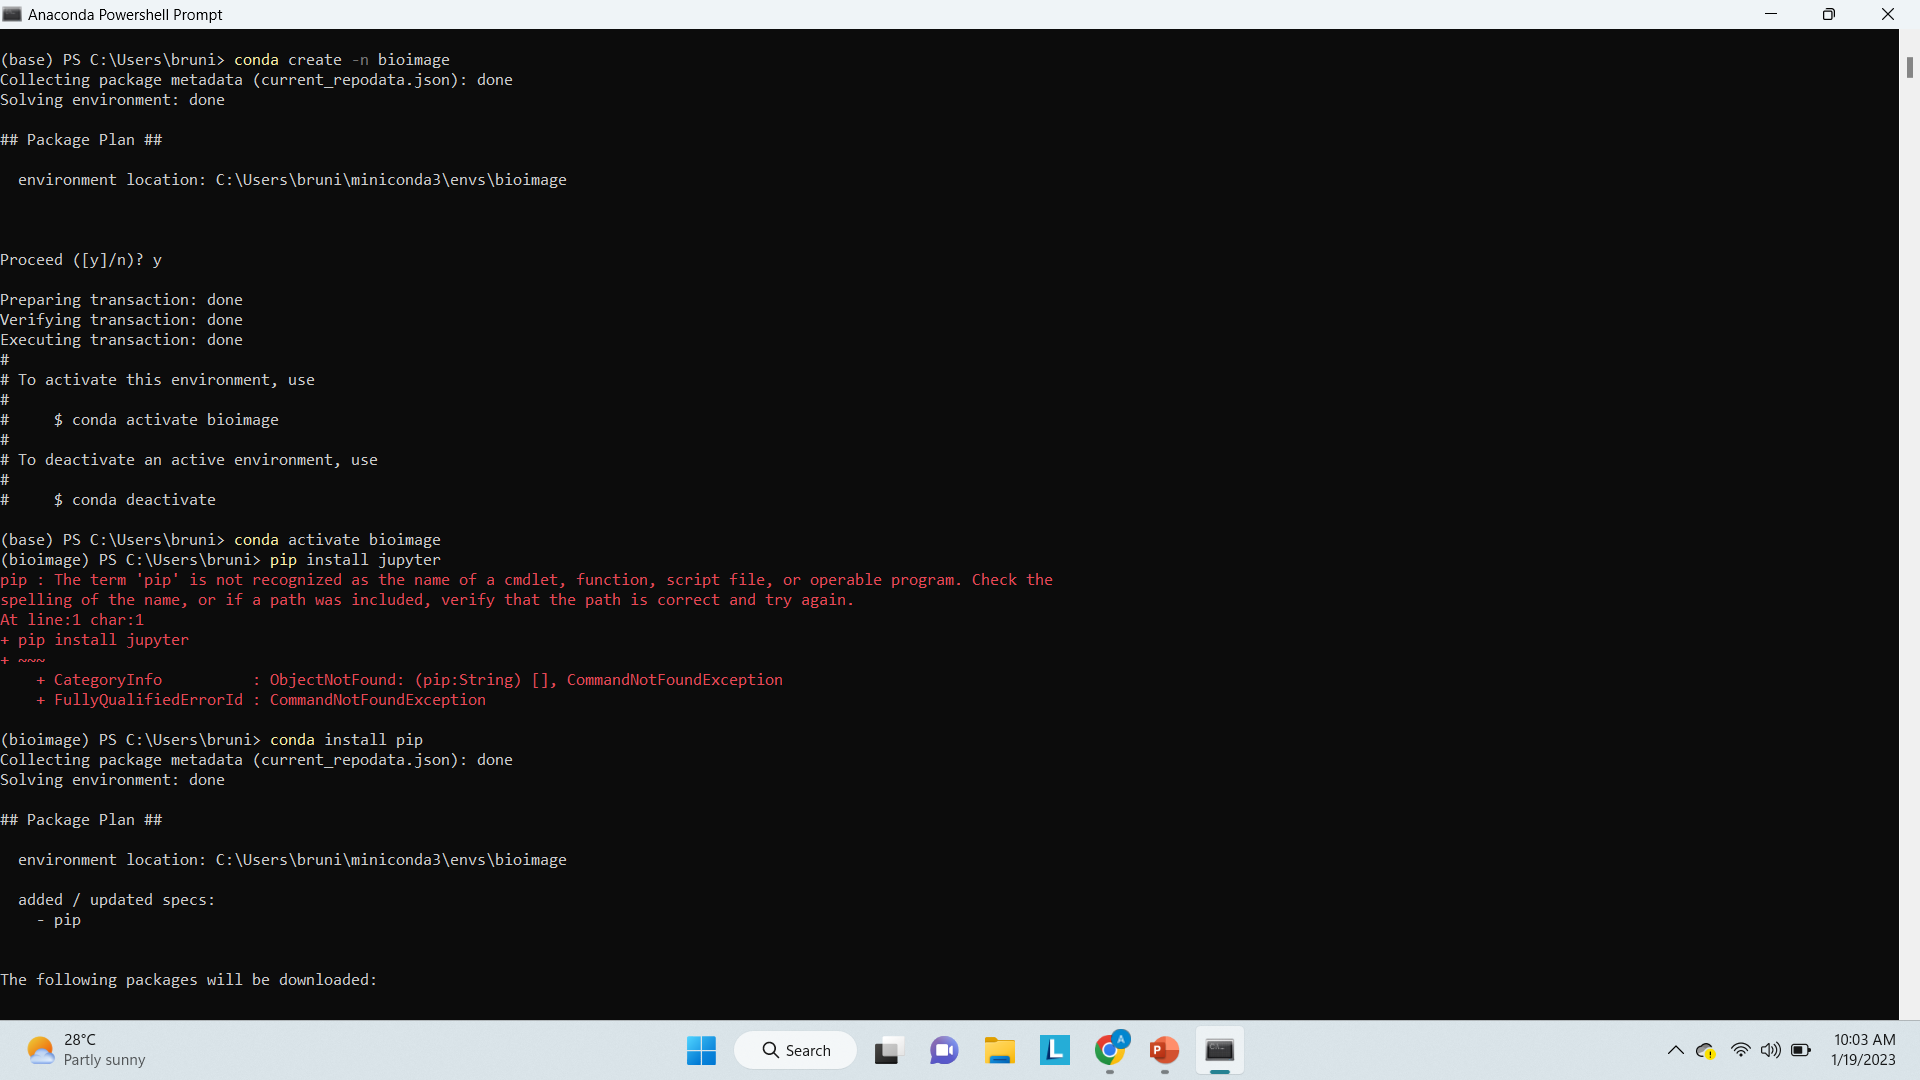 Anaconda Powershell Prompt
(base) PS C:\Users\bruni> conda create -n bioimage
Collecting package metadata (current_repodata.json): done
Solving environment: done
## Package Plan ##
environment location: C:\Users\bruni\miniconda3\envs\bioimage
Proceed ([y]/n)? y
Preparing transaction: done
Verifying transaction: done
Executing transaction: done
#
# To activate this environment, use
#
#     $ conda activate bioimage
#
# To deactivate an active environment, use
#
#     $ conda deactivate
(base) PS C:\Users\bruni> conda activate bioimage
(bioimage) PS C:\Users\bruni> pip install jupyter
pip : The term 'pip' is not recognized as the name of a cmdlet, function, script file, or operable program. Check the
spelling of the name, or if a path was included, verify that the path is correct and try again.
At line:1 char:1
+ pip install jupyter
+ ~~~
    + CategoryInfo          : ObjectNotFound: (pip:String) [], CommandNotFoundException
    + FullyQualifiedErrorId : CommandNotFoundException
(bioimage) PS C:\Users\bruni> conda install pip
Collecting package metadata (current_repodata.json): done
Solving environment: done
## Package Plan ##
environment location: C:\Users\bruni\miniconda3\envs\bioimage
added / updated specs:
- pip
The following packages will be downloaded:
28°C
Partly sunny
Search
L
A
P
10:03 AM
1/19/2023